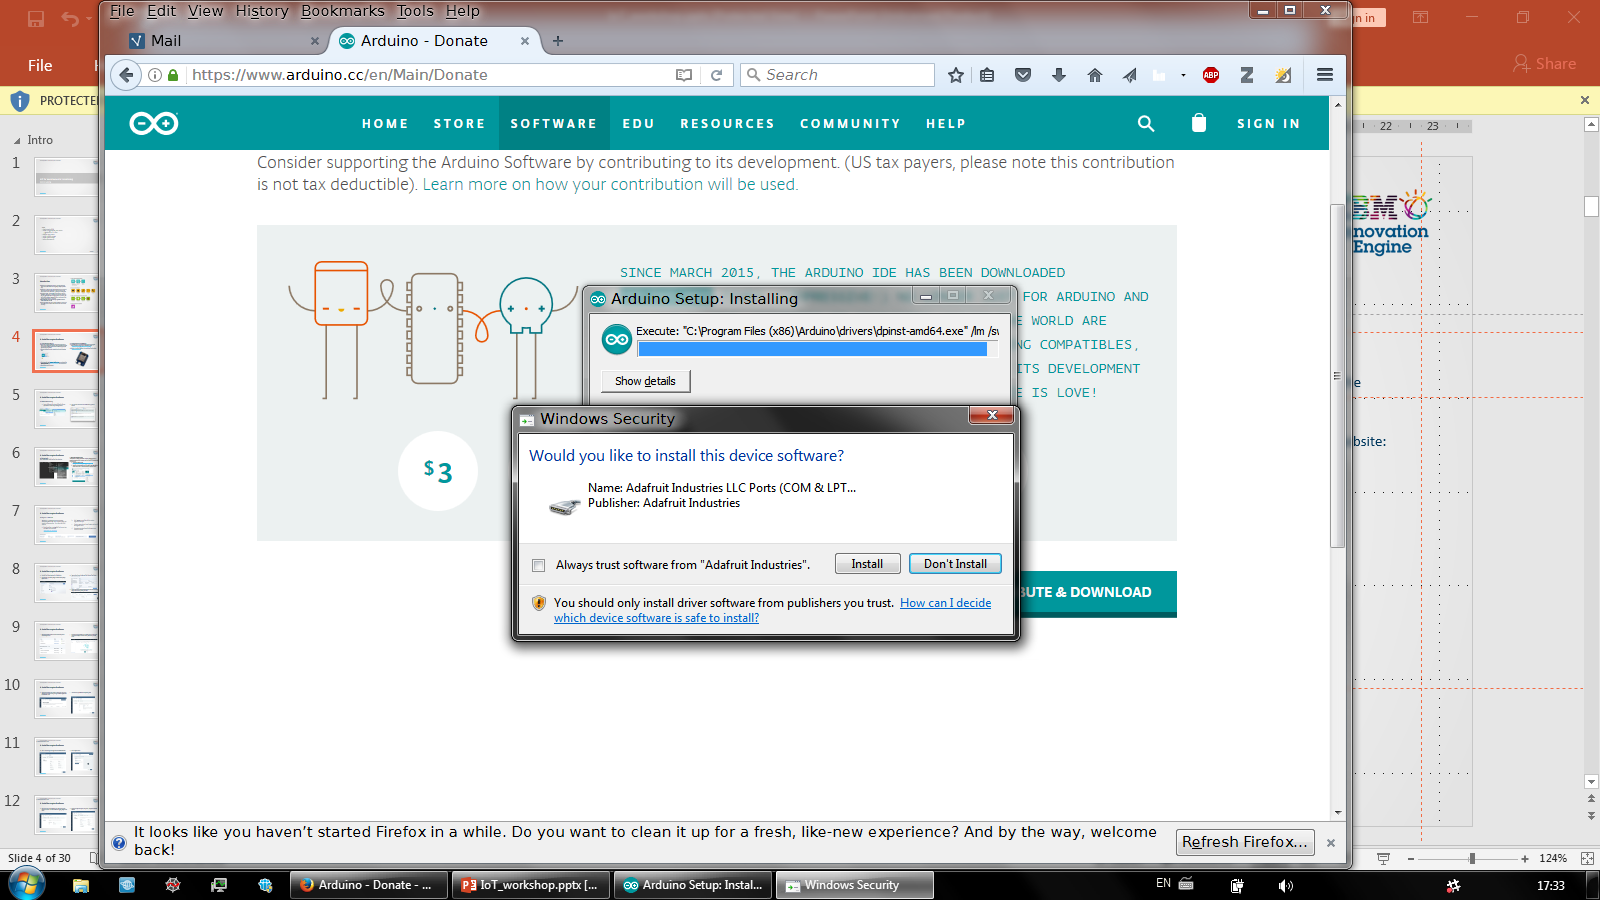 File Edit View History Bookmarks Tools Help
Mail
Arduino - Donate
https://www.arduino.cc/en/Main/Donate
Search
ABP
File
Share
PROTECTE
HOME STORE SOFTWARE EDU RESOURCES COMMUNITY HELP
SIGN IN
Consider supporting the Arduino Software by contributing to its development. (US tax payers, please note this contribution
is not tax deductible). Learn more on how your contribution will be used.
SINCE MARCH 2015, THE ARDUINO IDE HAS BEEN DOWNLOADED
FOR ARDUINO AND
E WORLD ARE
NG COMPATIBLES,
ITS DEVELOPMENT
E IS LOVE!
$3
BUTE & DOWNLOAD
Arduino Setup: Installing
Execute: "C:\Program Files (x86)\Arduino\drivers\dpinst-amd64.exe" /lm /sw
Show details
Windows Security
Would you like to install this device software?
Name: Adafruit Industries LLC Ports (COM & LPT...
Publisher: Adafruit Industries
Always trust software from "Adafruit Industries".
Install
Don't Install
You should only install driver software from publishers you trust. How can I decide
which device software is safe to install?
It looks like you haven't started Firefox in a while. Do you want to clean it up for a fresh, like-new experience? And by the way, welcome
back!
Refresh Firefox...
Intro
1
2
3
4
5
6
7
8
9
10
11
12
22 23
BM
nnovation
Engine
e
bsite:
Slide 4 of 30
124%
Arduino - Donate - ...
IoT_workshop.pptx [...
Arduino Setup: Instal...
Windows Security
EN
17:33